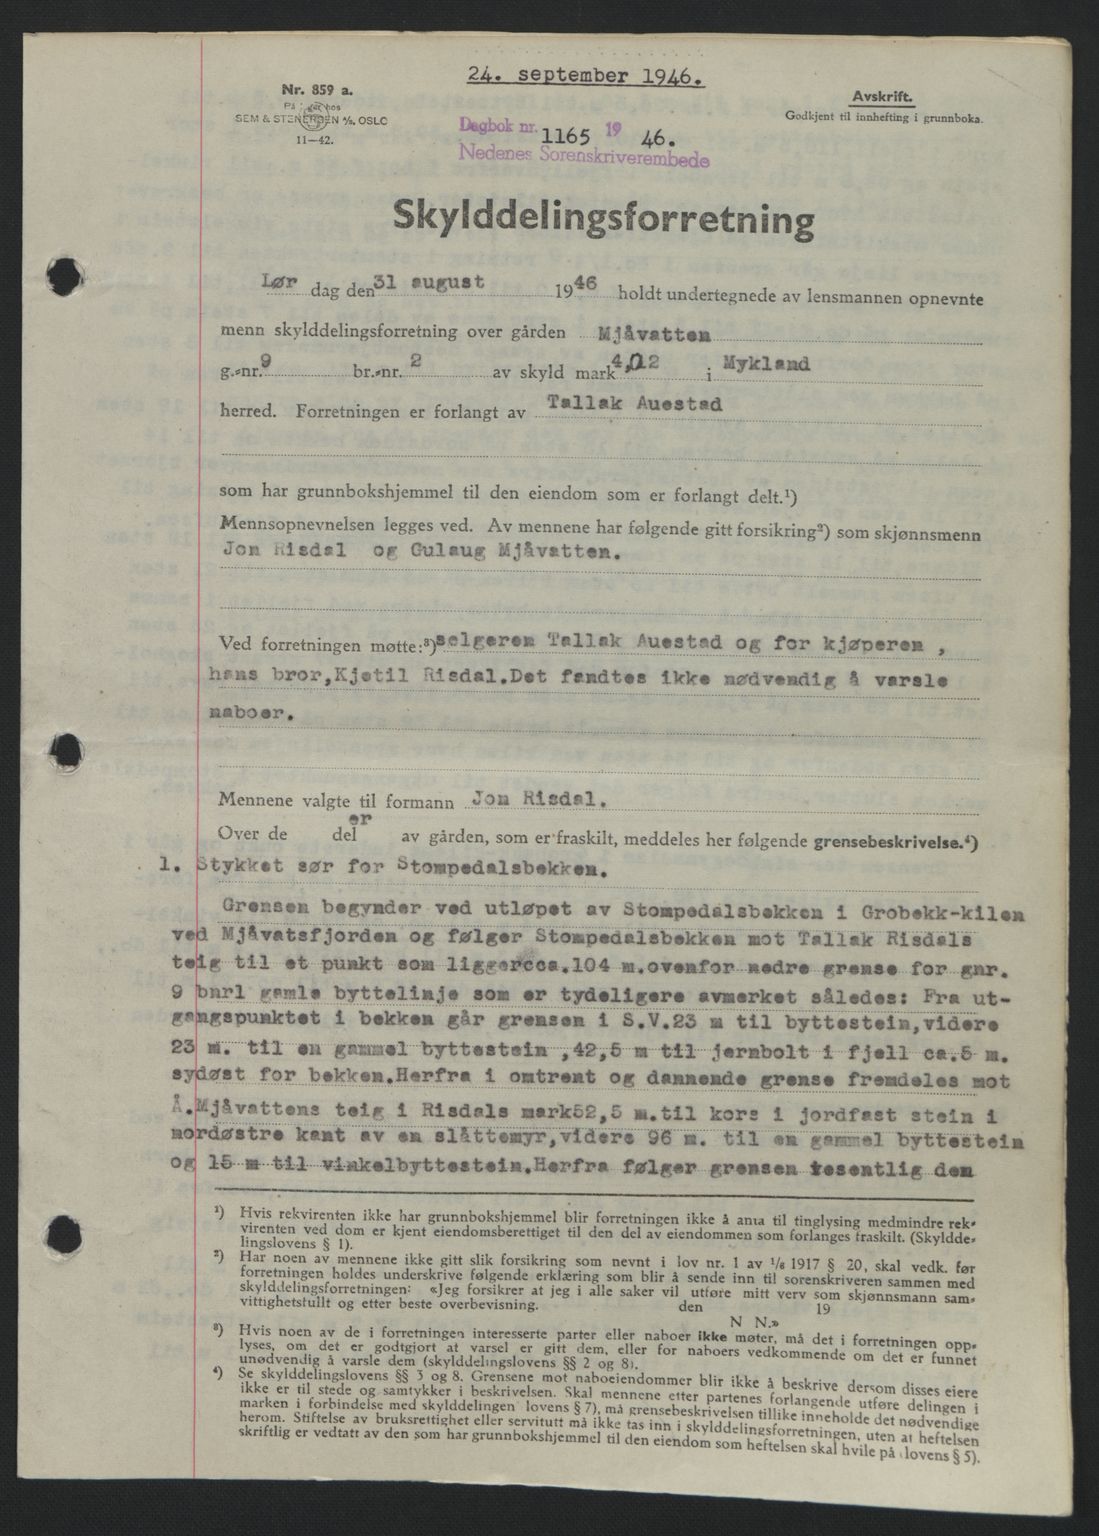 24. september 1946.
Nr. 859 a.
På lager hos
SEM & STENERSEN A/S, OSLO
11—42.
Avskrift.
Godkjent til innhefting i grunnboka.
Dagbok nr. 1165 19 46.
Nedenes Sorenskriverembede
Skylddelingsforretning
Lør dag den 31 august 1946 holdt undertegnede av lensmannen opnevnte
menn skylddelingsforretning over gården Mjåvatten
g.-nr. 9 br.-nr. 2 av skyld mark 4,02 i Mykland
herred. Forretningen er forlangt av Tallak Auestad
som har grunnbokshjemmel til den eiendom som er forlangt delt.¹)
Mennsopnevnelsen legges ved. Av mennene har følgende gitt forsikring²) som skjønnsmenn
Jon Risdal og Gulaug Mjåvatten.
Ved forretningen møtte:³) selgeren Tallak Auestad og for kjøperen ,
hans bror,Kjetil Risdal.Det fandtes ikke nødvendig å varsle
naboer.
Mennene valgte til formann Jon Risdal.
Over de del er av gården, som er fraskilt, meddeles her følgende grensebeskrivelse.⁴)
1. Stykket sør for Stompedalsbekken.
Grensen begynder ved utløpet av Stompedalsbekken i Grobekk-kilen
ved Mjåvatsfjorden og følger Stompedalsbekken mot Tallak Risdals
teig til et punkt som ligger cca.104 m.ovenfor nedre grense for gnr.
9 bnr1 gamle byttelinje som er tydeligere avmerket således: Fra ut-
gangspunktet i bekken går grensen i S.V.23 m til byttestein,videre
23 m. til en gammel byttestein ,42,5 m til jernbolt i fjell ca.5 m.
sydøst for bekken.Herfra i omtrent og dannende grense fremdeles mot
Å.Mjåvattens teig i Risdals mark52,5 m.til kors i jordfast stein i
nordøstre kant av en slåttemyr,videre 96 m. til en gammel byttestein
og 15 m til vinkelbyttestein.Herfra følger grensen vesentlig den
¹) Hvis rekvirenten ikke har grunnbokshjemmel blir forretningen ikke å anta til tinglysing medmindre rek-
virenten ved dom er kjent eiendomsberettiget til den del av eiendommen som forlanges fraskilt. (Skyldde-
lingslovens § 1).
²) Har noen av mennene ikke gitt slik forsikring som nevnt i lov nr. 1 av 1/6 1917 § 20, skal vedk. før
forretningen holdes underskrive følgende erklæring som blir å sende inn til sorenskriveren sammen med
skylddelingsforretningen: «Jeg forsikrer at jeg i alle saker vil utføre mitt verv som skjønnsmann sam-
vittighetsfullt og etter beste overbevisning. den 19
N N.»
³) Hvis noen av de i forretningen interesserte parter eller naboer ikke møter, må det i forretningen opp-
lyses, om det er godtgjort at varsel er gitt dem, eller for naboers vedkommende om det er funnet
unødvendig å varsle dem (skylddelingslovens §§ 2 og 8).
⁴) Se skylddelingslovens §§ 3 og 8. Grensene mot naboeiendommer blir ikke å beskrive dersom disses eiere
ikke er til stede og samtykker i beskrivelsen. Skal mennene etter partenes forlangende utføre delingen i
marken i forbindelse med skylddelingen lovens § 7), må grensebeskrivelsen tillike inneholde det nødvendige
herom. Stiftelse av bruksrettighet eller servitutt må ikke tas inn i skylddelingsforretningen, uten at heftelsen
skriftlig er vedtatt av den som har grunnbokshjemmel til den eiendom som heftelsen skal hvile på (lovens § 5).